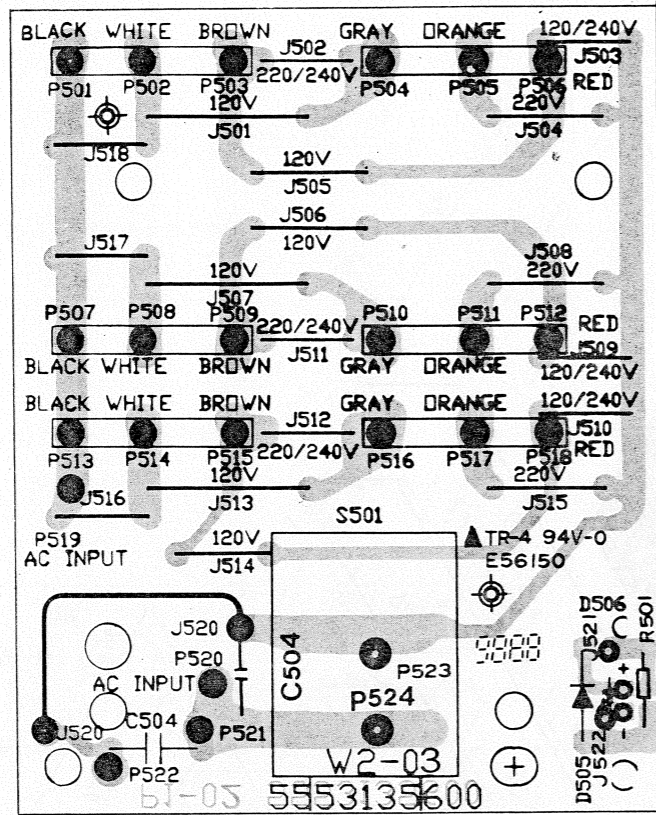 BLACK WHITE BROWN J502 GRAY ORANGE 120/240V
J503
P501 P502 P503 220/240V P504 P505 P506 RED
120V 220V
J501 J504
J518
120V
J505
J506
120V
J517 J508
120V 220V
J507
P507 P508 P509 220/240V P510 P511 P512 RED
J511 J509
BLACK WHITE BROWN GRAY ORANGE 120/240V
BLACK WHITE BROWN J512 GRAY ORANGE 120/240V
J510
P513 P514 P515 220/240V P516 P517 P518 RED
120V 220V
J516 J513 J515
S501
P519 120V TR-4 94V-0
AC INPUT J514 E56150
D506
J520 J521 R501
P520 C504 P523 9880
AC INPUT P524
J520 C504 P521
P522 W2-03 D505 J522
P1-02 5553135600